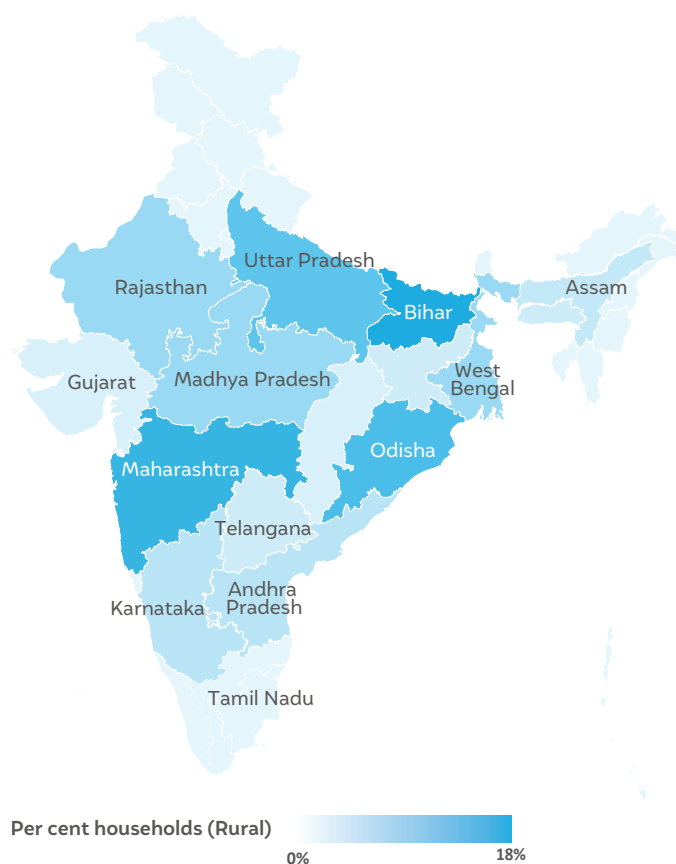 Uttar Pradesh
Rajasthan
Assam
Bihar
Gujarat
Madhya Pradesh
West
Bengal
Maharashtra
Odisha
Telangana
Karnataka
Andhra
Pradesh
Tamil Nadu
Per cent households (Rural)
0%
18%